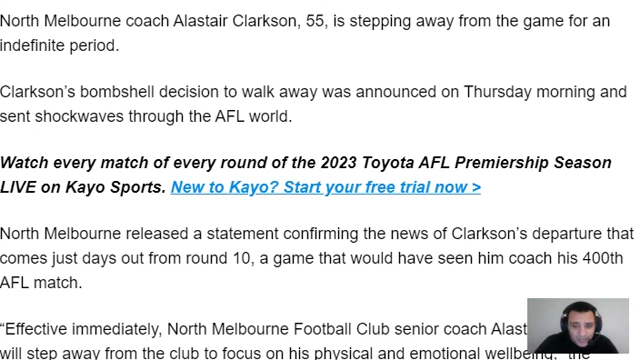 North Melbourne coach Alastair Clarkson, 55, is stepping away from the game for an
indefinite period.
Clarkson’s bombshell decision to walk away was announced on Thursday morning and
sent shockwaves through the AFL world.
Watch every match of every round of the 2023 Toyota AFL Premiership Season
LIVE on Kayo Sports. New to Kayo? Start your free trial now >
North Melbourne released a statement confirming the news of Clarkson’s departure that
comes just days out from round 10, a game that would have seen him coach his 400th
AFL match.
“Effective immediately, North Melbourne Football Club senior coach Alast
will step away from the club to focus on his physical and emotional wellbeing,” the